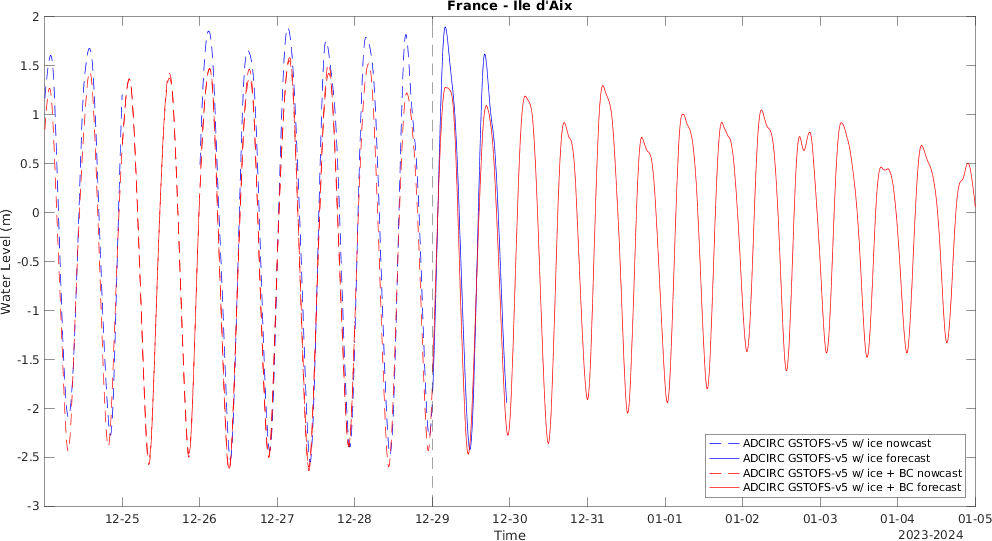 France - Ile d'Aix
2
1.5
1
0.5
0
-0.5
-1
-1.5
-2
-2.5
-3
Water Level (m)
ADCIRC GSTOFS-v5 w/ ice nowcast
ADCIRC GSTOFS-v5 w/ ice forecast
ADCIRC GSTOFS-v5 w/ ice + BC nowcast
ADCIRC GSTOFS-v5 w/ ice + BC forecast
12-25 12-26 12-27 12-28 12-29 12-30 12-31 01-01 01-02 01-03 01-04 01-05
Time
2023-2024